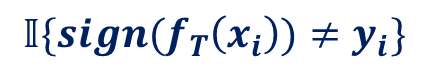 𝕀{sign(f_T(x_i)) ≠ y_i}